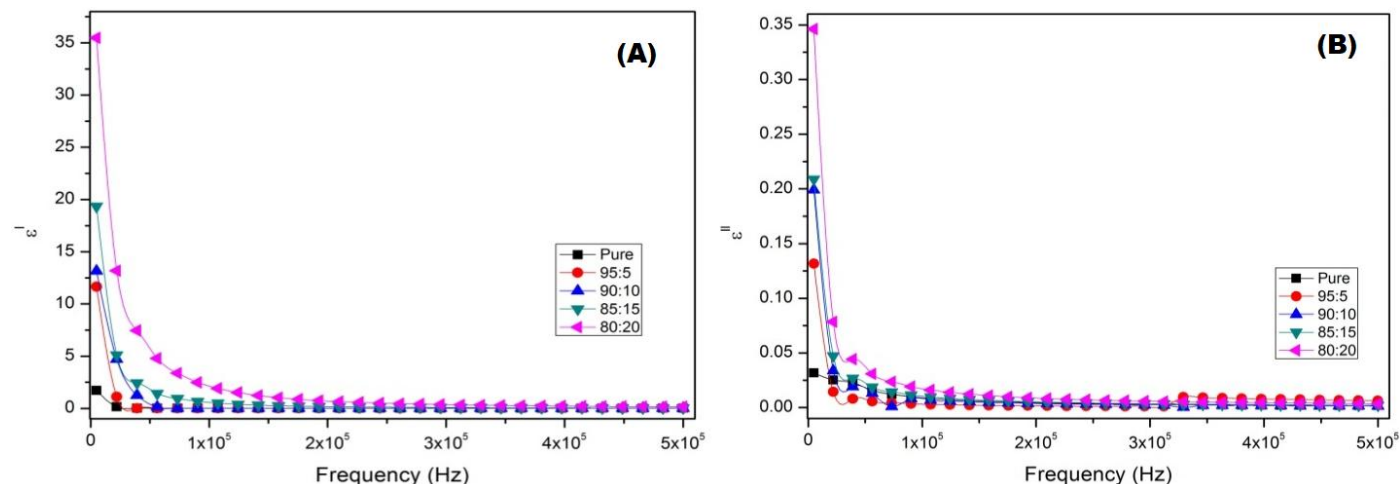 (A)
35
30
25
20
15
10
5
0
εᴵ
Pure
95:5
90:10
85:15
80:20
0
1x10⁵
2x10⁵
3x10⁵
4x10⁵
5x10⁵
Frequency (Hz)
(B)
0.35
0.30
0.25
0.20
0.15
0.10
0.05
0.00
εᴵᴵ
Pure
95:5
90:10
85:15
80:20
0
1x10⁵
2x10⁵
3x10⁵
4x10⁵
5x10⁵
Frequency (Hz)